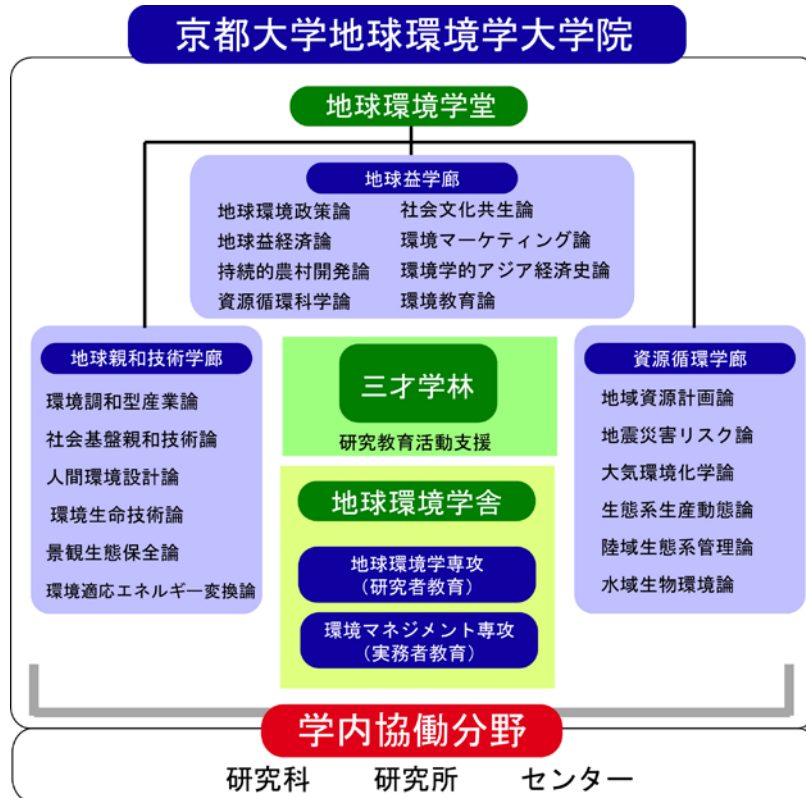 京都大学地球環境学大学院
地球環境学堂
地球益学廊
地球環境政策論
地球益経済論
持続的農村開発論
資源循環科学論
社会文化共生論
環境マーケティング論
環境学的アジア経済史論
環境教育論
地球親和技術学廊
環境調和型産業論
社会基盤親和技術論
人間環境設計論
環境生命技術論
景観生態保全論
環境適応エネルギー変換論
三才学林
研究教育活動支援
地球環境学舎
地球環境学専攻
(研究者教育)
環境マネジメント専攻
(実務者教育)
資源循環学廊
地域資源計画論
地震災害リスク論
大気環境化学論
生態系生産動態論
陸域生態系管理論
水域生物環境論
学内協働分野
研究科 研究所 センター